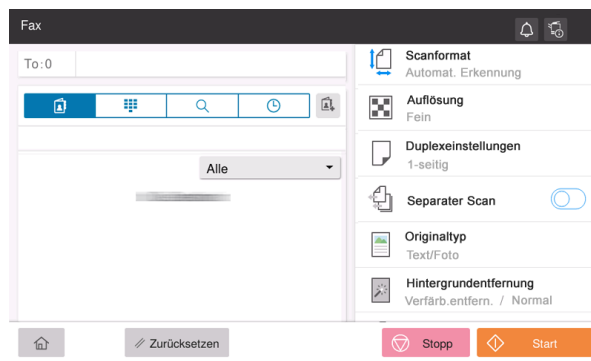 Fax
To:0
Alle
Scanformat
Automat. Erkennung
Auflösung
Fein
Duplexeinstellungen
1-seitig
Separater Scan
Originaltyp
Text/Foto
Hintergrundentfernung
Verfärb.entfern. / Normal
Zurücksetzen
Stopp
Start